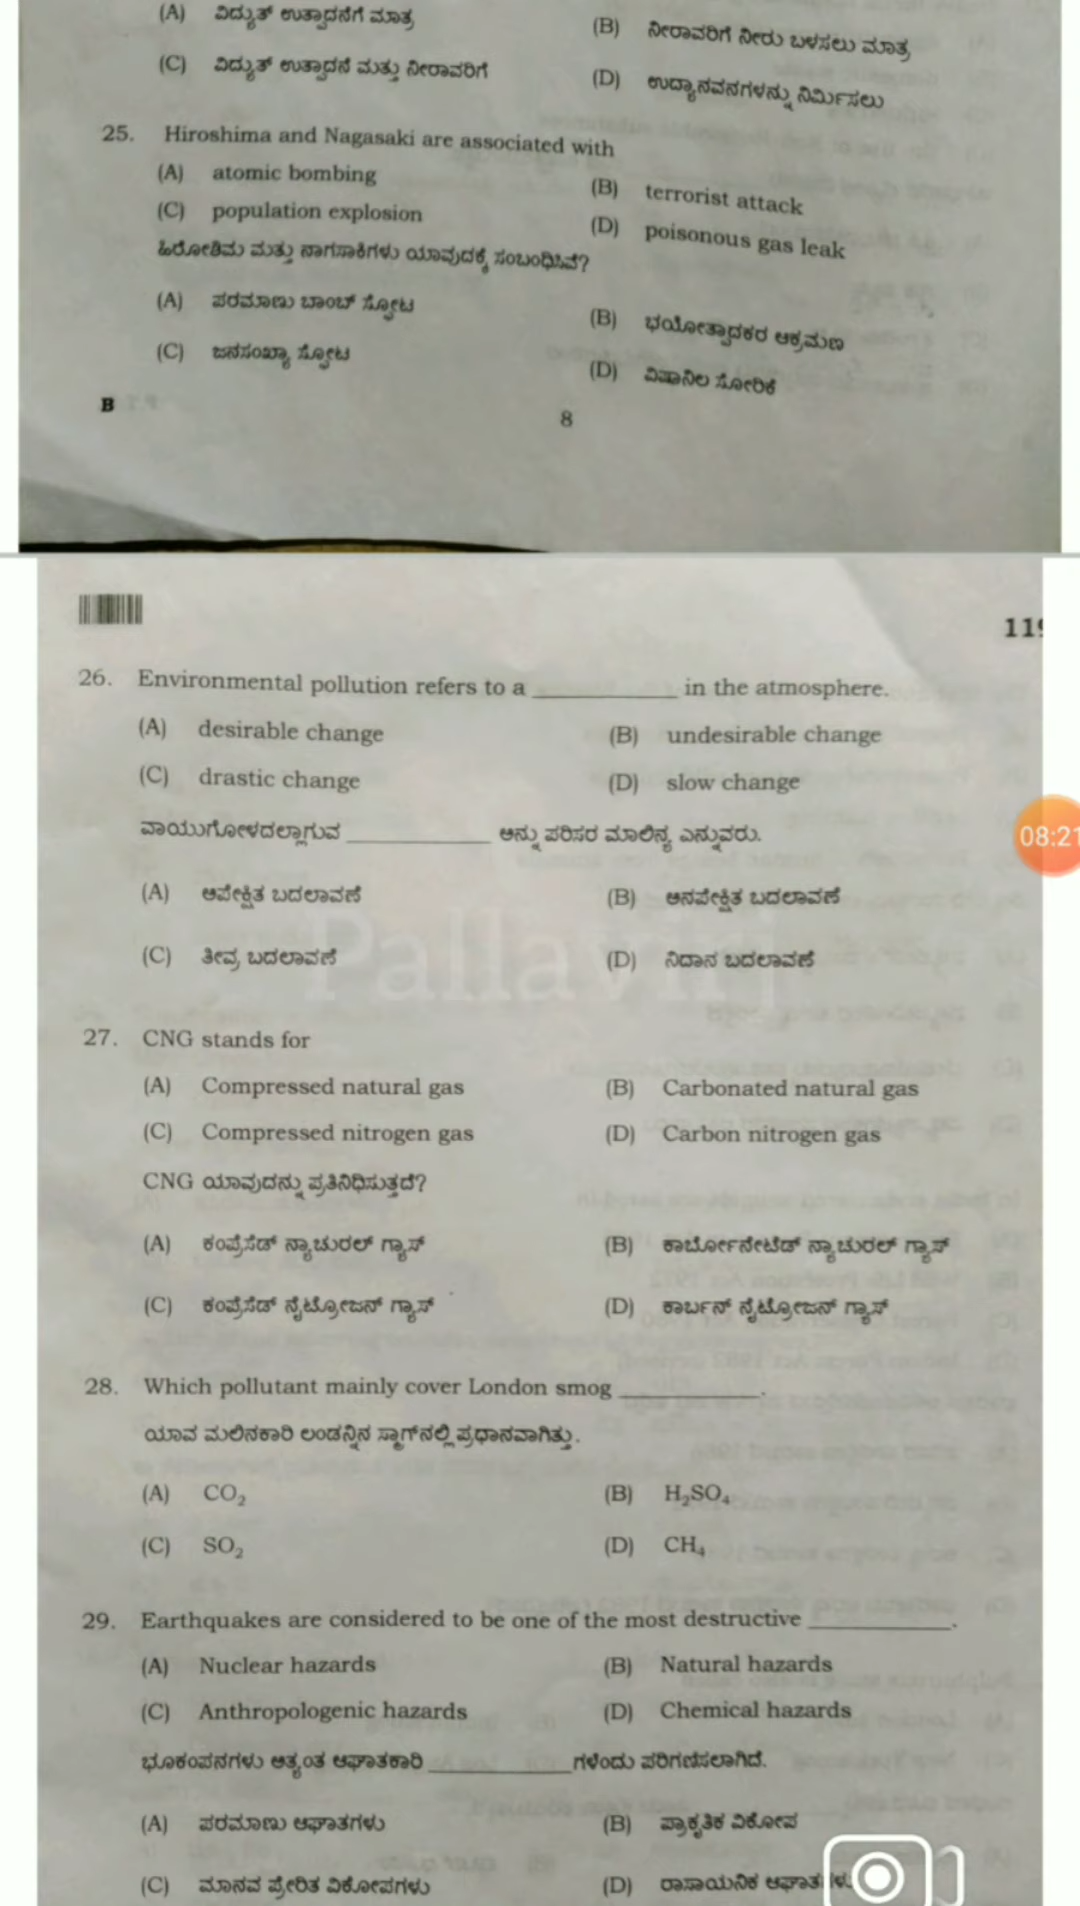 (A) ವಿದ್ಯುತ್ ಉತ್ಪಾದನೆಗೆ ಮಾತ್ರ
(B) ನೀರಾವರಿಗೆ ನೀರು ಬಳಸಲು ಮಾತ್ರ
(C) ವಿದ್ಯುತ್ ಉತ್ಪಾದನೆ ಮತ್ತು ನೀರಾವರಿಗೆ
(D) ಉದ್ಯಾನವನಗಳನ್ನು ನಿರ್ಮಿಸಲು
25. Hiroshima and Nagasaki are associated with
(A) atomic bombing
(B) terrorist attack
(C) population explosion
(D) poisonous gas leak
ಹಿರೋಶಿಮ ಮತ್ತು ನಾಗಸಾಕಿಗಳು ಯಾವುದಕ್ಕೆ ಸಂಬಂಧಿಸಿವೆ?
(A) ಪರಮಾಣು ಬಾಂಬ್ ಸ್ಫೋಟ
(B) ಭಯೋತ್ಪಾದಕರ ಆಕ್ರಮಣ
(C) ಜನಸಂಖ್ಯಾ ಸ್ಫೋಟ
(D) ವಿಷಾನಿಲ ಸೋರಿಕೆ
B
8
119
26. Environmental pollution refers to a ____________ in the atmosphere.
(A) desirable change
(B) undesirable change
(C) drastic change
(D) slow change
ವಾಯುಗೋಳದಲ್ಲಾಗುವ ____________ ಅನ್ನು ಪರಿಸರ ಮಾಲಿನ್ಯ ಎನ್ನುವರು.
08:21
(A) ಆಪೇಕ್ಷಿತ ಬದಲಾವಣೆ
(B) ಅನಪೇಕ್ಷಿತ ಬದಲಾವಣೆ
(C) ತೀವ್ರ ಬದಲಾವಣೆ
(D) ನಿದಾನ ಬದಲಾವಣೆ
27. CNG stands for
(A) Compressed natural gas
(B) Carbonated natural gas
(C) Compressed nitrogen gas
(D) Carbon nitrogen gas
CNG ಯಾವುದನ್ನು ಪ್ರತಿನಿಧಿಸುತ್ತದೆ?
(A) ಕಂಪ್ರೆಸೆಡ್ ನ್ಯಾಚುರಲ್ ಗ್ಯಾಸ್
(B) ಕಾರ್ಬೋನೇಟೆಡ್ ನ್ಯಾಚುರಲ್ ಗ್ಯಾಸ್
(C) ಕಂಪ್ರೆಸೆಡ್ ನೈಟ್ರೋಜನ್ ಗ್ಯಾಸ್
(D) ಕಾರ್ಬನ್ ನೈಟ್ರೋಜನ್ ಗ್ಯಾಸ್
28. Which pollutant mainly cover London smog ____________.
ಯಾವ ಮಲಿನಕಾರಿ ಲಂಡನ್ನಿನ ಸ್ಮಾಗ್‌ನಲ್ಲಿ ಪ್ರಧಾನವಾಗಿತ್ತು.
(A) CO₂
(B) H₂SO₄
(C) SO₂
(D) CH₄
29. Earthquakes are considered to be one of the most destructive ____________.
(A) Nuclear hazards
(B) Natural hazards
(C) Anthropologenic hazards
(D) Chemical hazards
ಭೂಕಂಪನಗಳು ಅತ್ಯಂತ ಆಘಾತಕಾರಿ ____________ಗಳೆಂದು ಪರಿಗಣಿಸಲಾಗಿದೆ.
(A) ಪರಮಾಣು ಆಘಾತಗಳು
(B) ಪ್ರಾಕೃತಿಕ ವಿಕೋಪ
(C) ಮಾನವ ಪ್ರೇರಿತ ವಿಕೋಪಗಳು
(D) ರಾಸಾಯನಿಕ